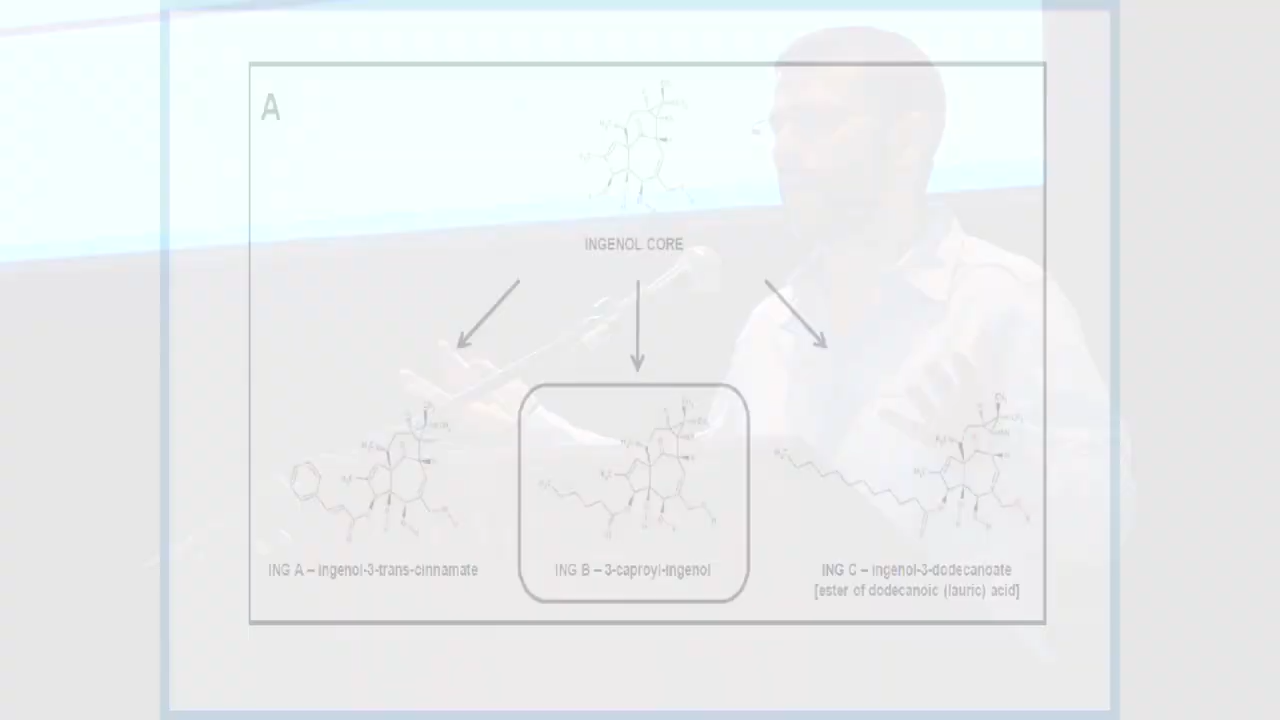 A
INGENOL CORE
ING A – ingenol-3-trans-cinnamate
ING B – 3-caproyl-ingenol
ING C – ingenol-3-dodecanoate
[ester of dodecanoic (lauric) acid]